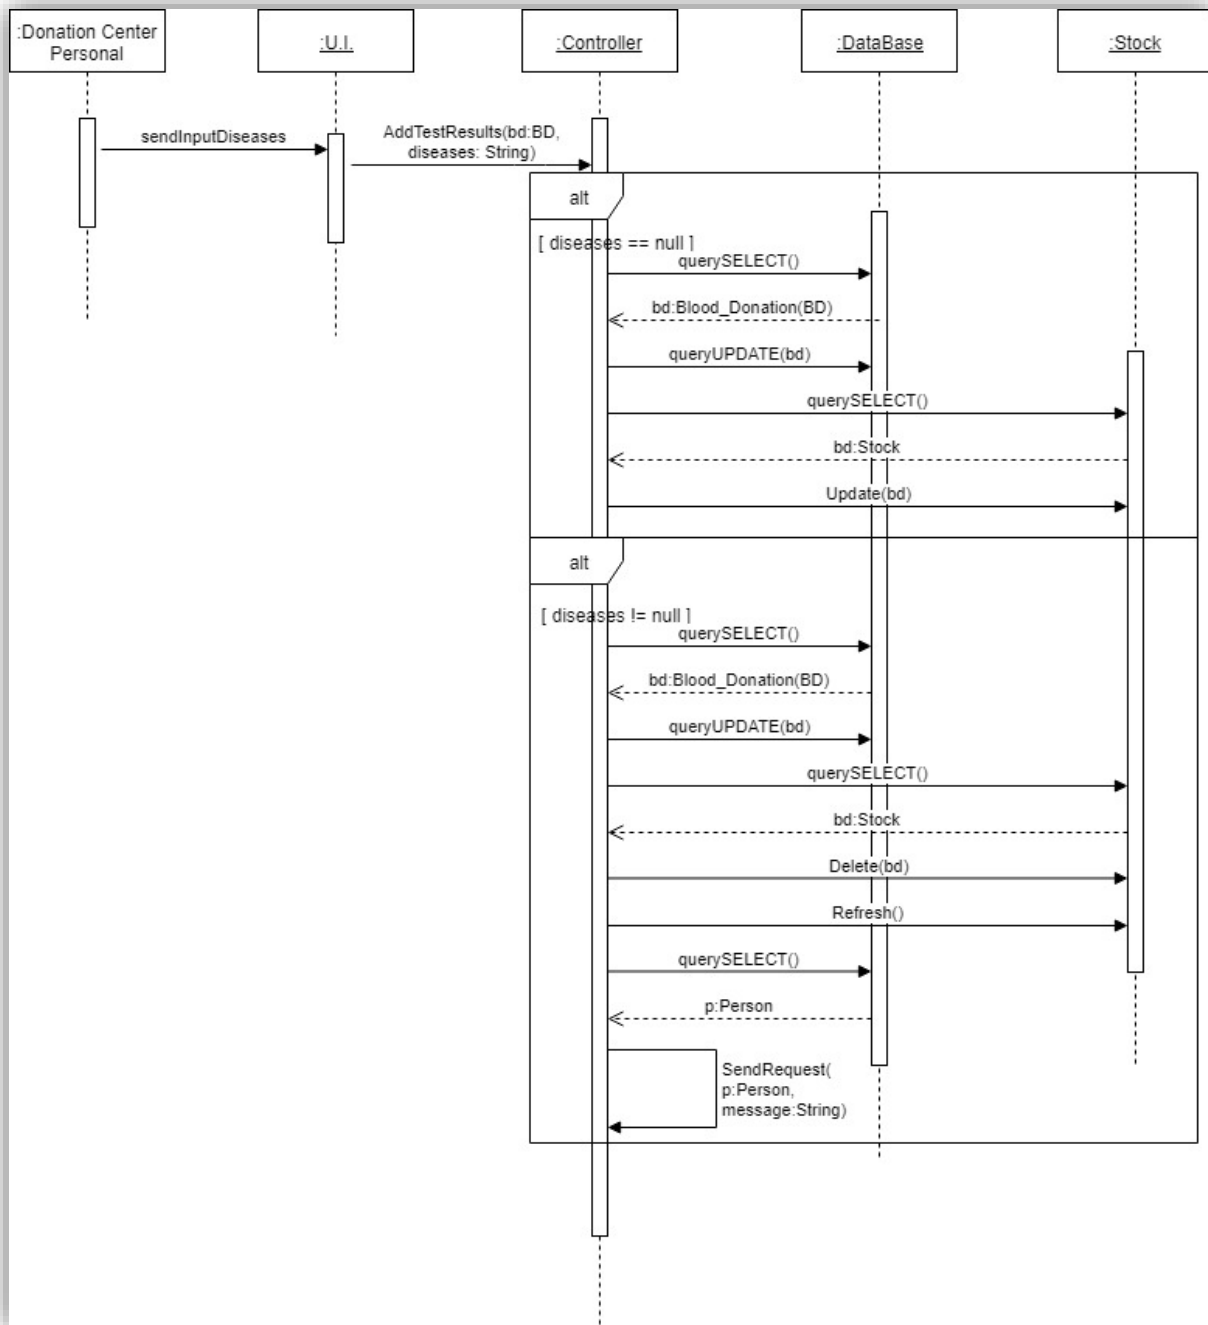 :Donation Center
Personal
:U.I.
:Controller
:DataBase
:Stock
sendInputDiseases
AddTestResults(bd:BD,
diseases: String)
alt
[ diseases == null ]
querySELECT()
bd:Blood_Donation(BD)
queryUPDATE(bd)
querySELECT()
bd:Stock
Update(bd)
alt
[ diseases != null ]
querySELECT()
bd:Blood_Donation(BD)
queryUPDATE(bd)
querySELECT()
bd:Stock
Delete(bd)
Refresh()
querySELECT()
p:Person
SendRequest(
p:Person,
message:String)